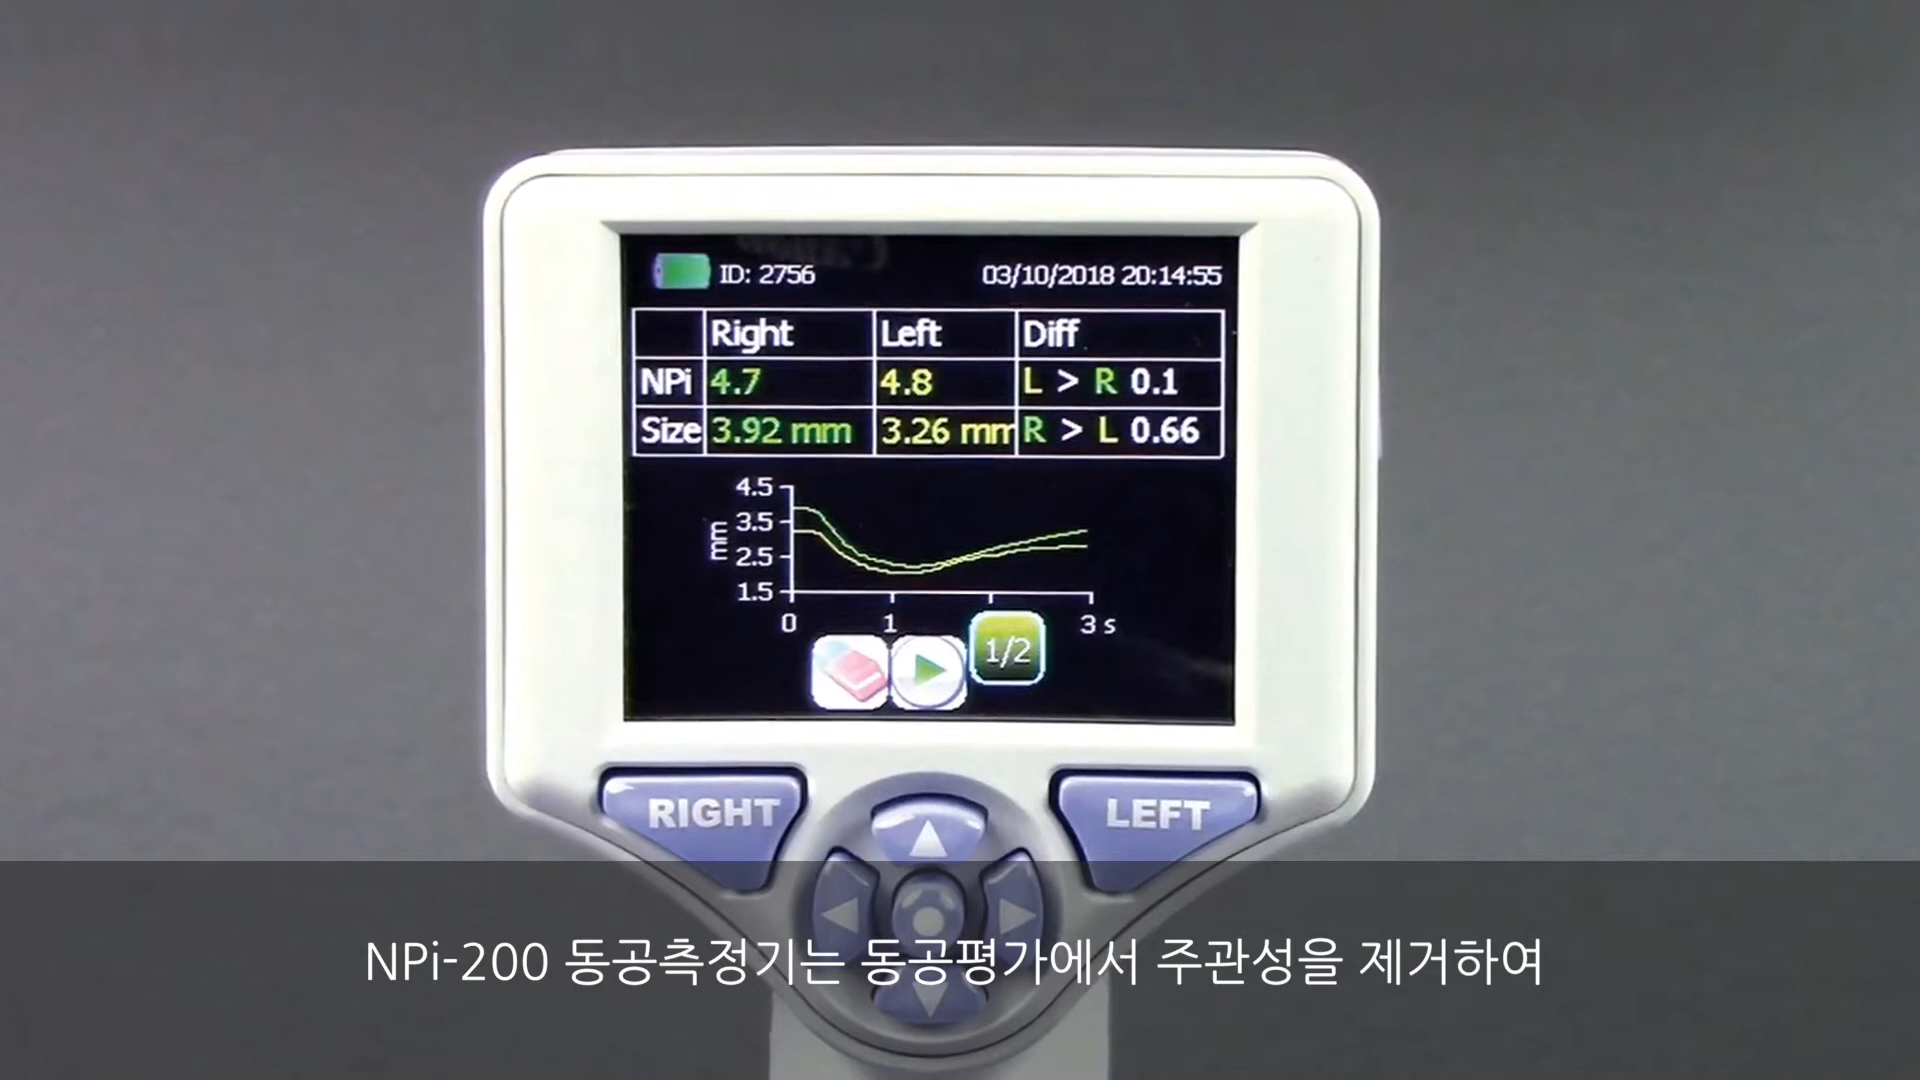 ID: 2756 03/10/2018 20:14:55
Right Left Diff
NPi 4.7 4.8 L > R 0.1
Size 3.92 mm 3.26 mm R > L 0.66
4.5
3.5
2.5
1.5
mm
0 1 3 s
1/2
RIGHT LEFT
NPi-200 동공측정기는 동공평가에서 주관성을 제거하여